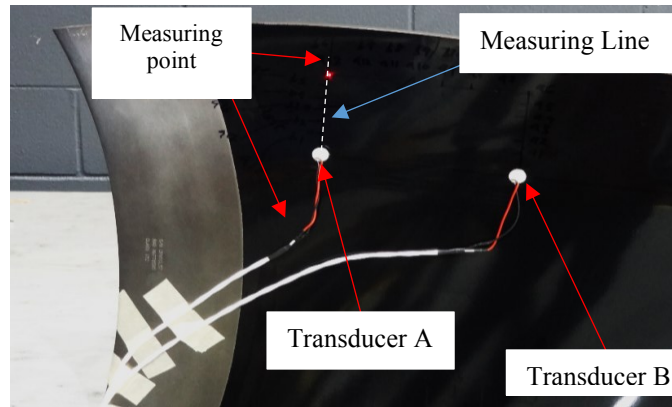 Measuring
point
Measuring Line
Transducer A
Transducer B